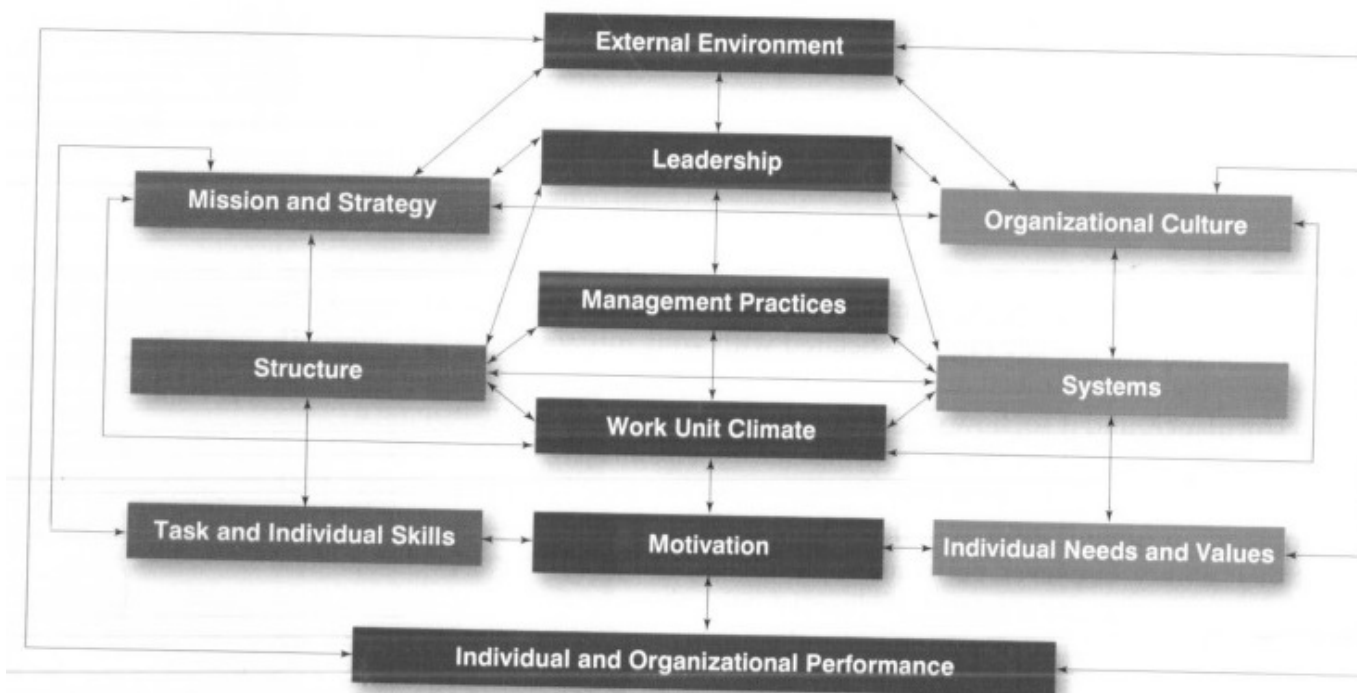 External Environment
Leadership
Mission and Strategy
Organizational Culture
Management Practices
Structure
Systems
Work Unit Climate
Task and Individual Skills
Motivation
Individual Needs and Values
Individual and Organizational Performance